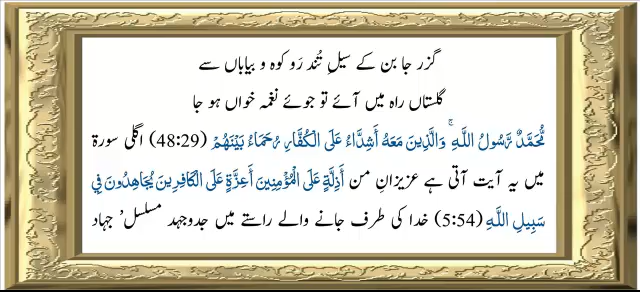 گزر جا بن کے سیلِ تُند رَو کوہ و بیاباں سے
گلستاں راہ میں آئے تو جوئے نغمہ خواں ہو جا
مُّحَمَّدٌ رَّسُولُ اللَّهِ ۚ وَالَّذِينَ مَعَهُ أَشِدَّاءُ عَلَى الْكُفَّارِ رُحَمَاءُ بَيْنَهُمْ (48:29) اگلی سورۃ
میں یہ آیت آتی ہے عزیزانِ من أَذِلَّةٍ عَلَى الْمُؤْمِنِينَ أَعِزَّةٍ عَلَى الْكَافِرِينَ يُجَاهِدُونَ فِي
سَبِيلِ اللَّهِ (5:54) خدا کی طرف جانے والے راستے میں جدوجہد مسلسل’ جہاد